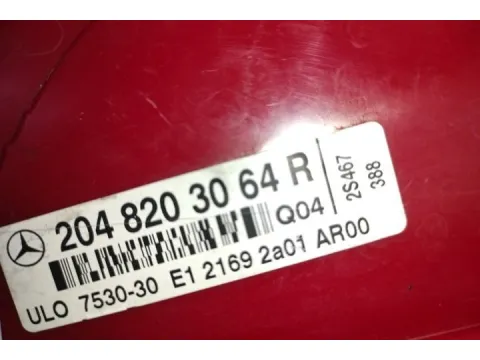 204 820 30 64 R
Q04
ULO 7530-30 E1 2169 2a01 AR00
2S467
388